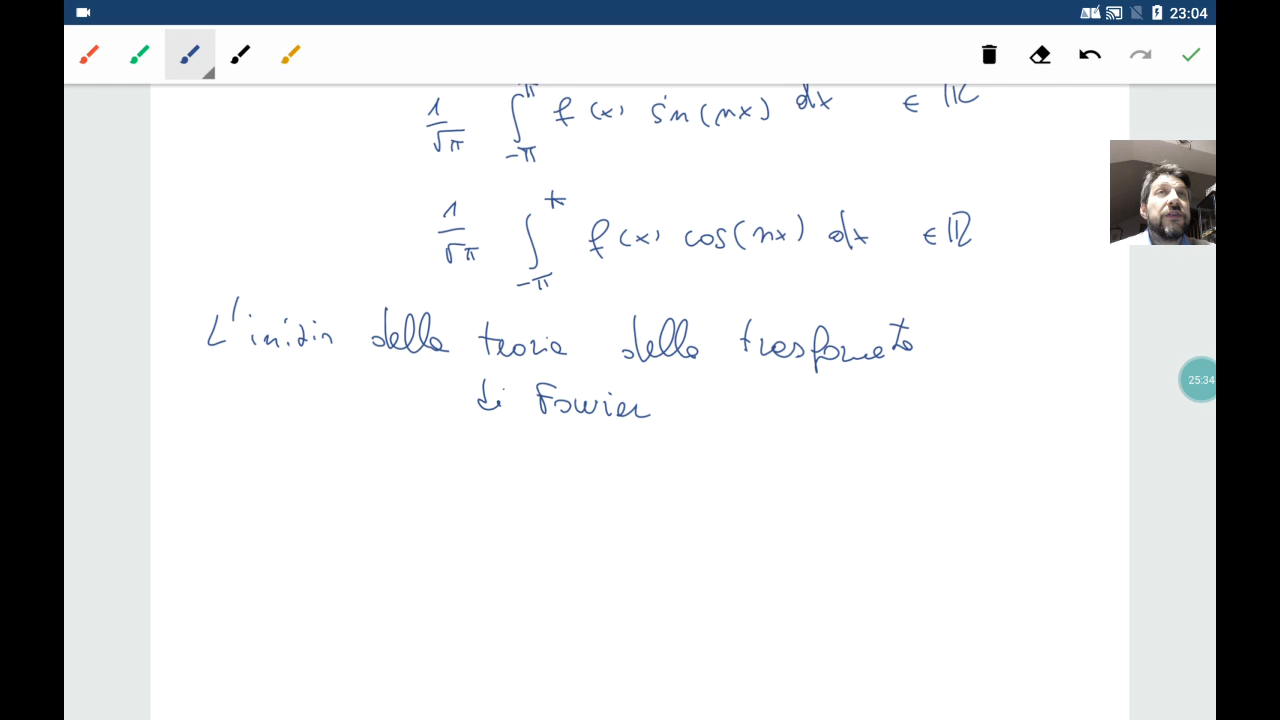 23:04
1/√π ∫_{-π}^{π} f(x) sin(nx) dx ∈ ℝ
1/√π ∫_{-π}^{π} f(x) cos(nx) dx ∈ ℝ
25:34
L'inizio della teoria della trasformata
di Fourier